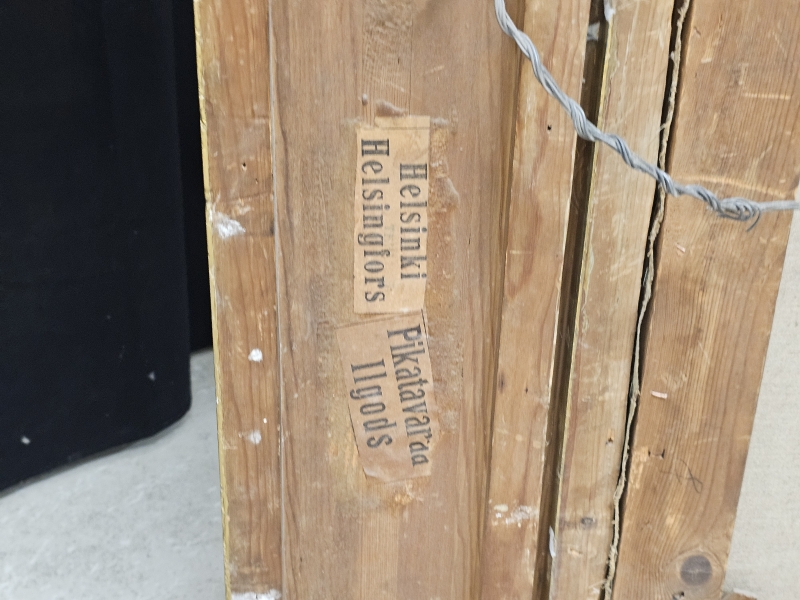 Helsinki
Helsingfors
Pikatavaraa
Ilgods